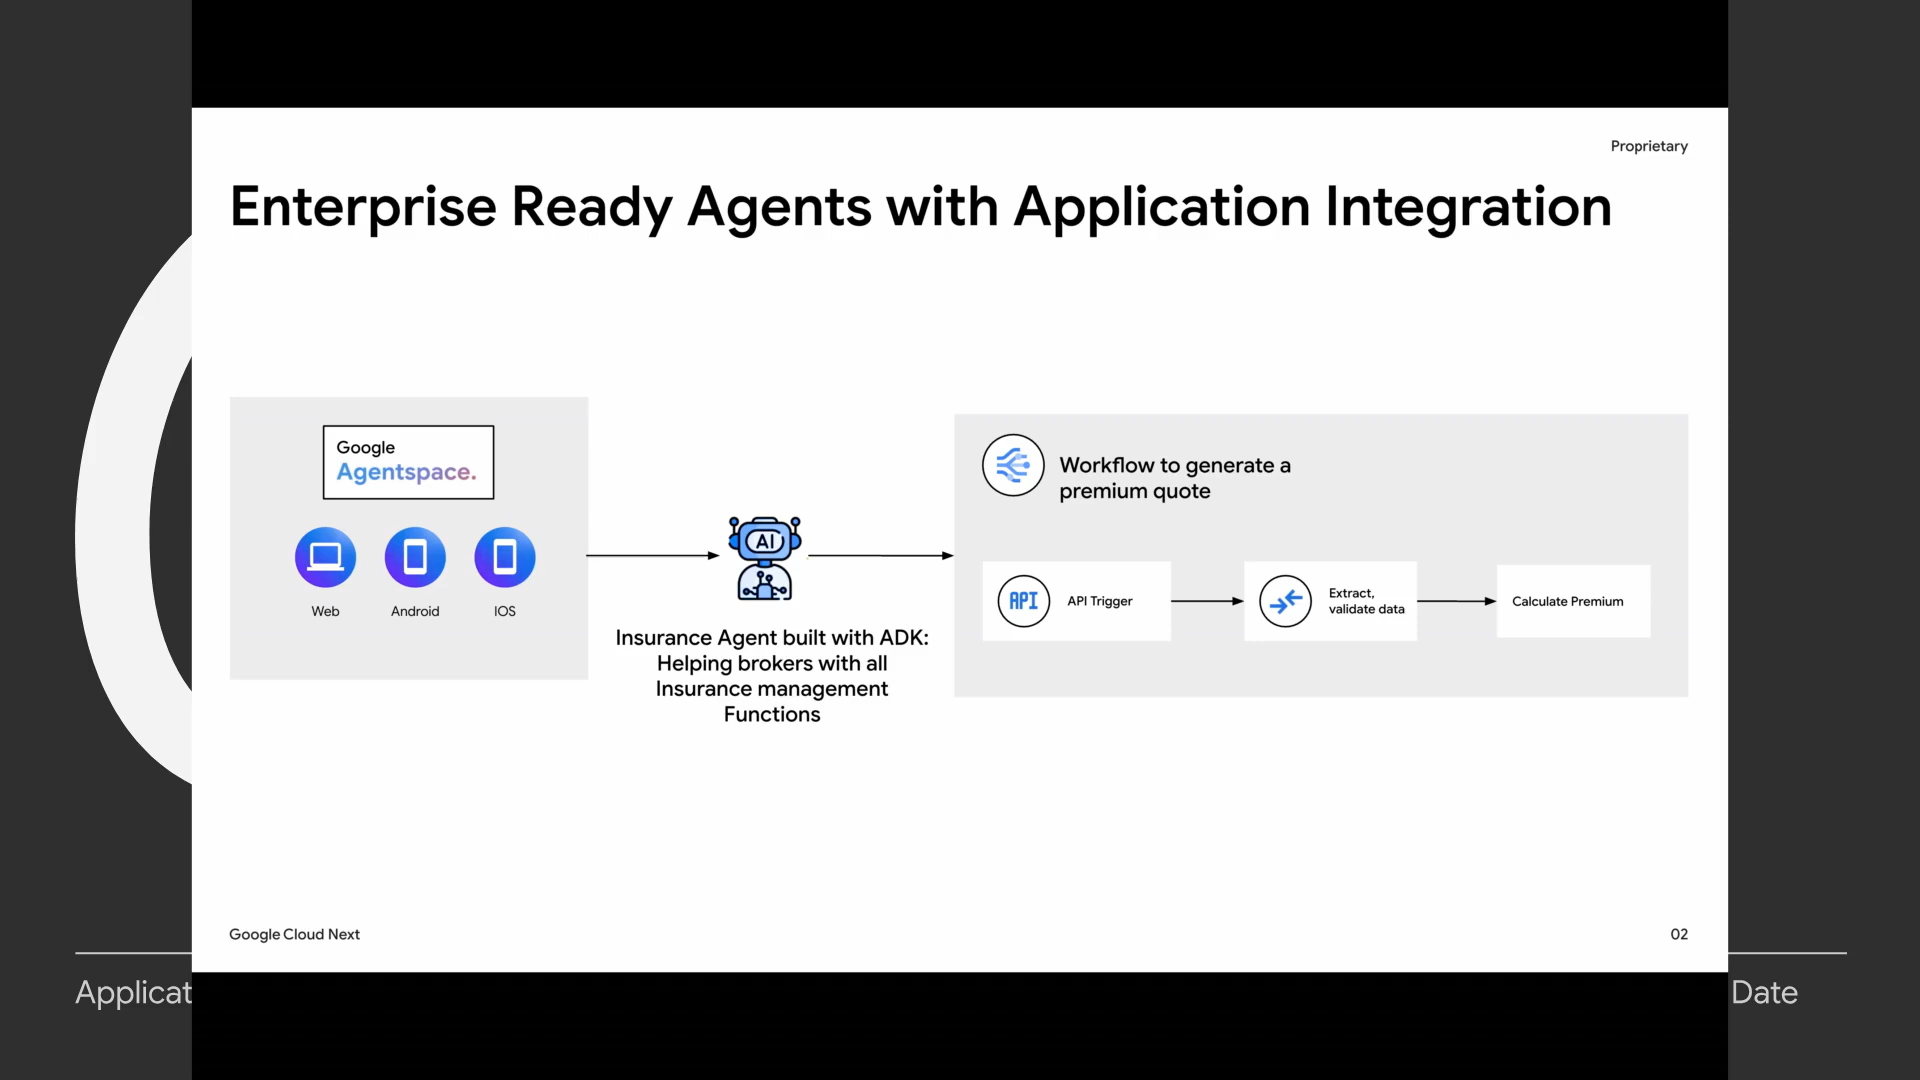 Proprietary
Enterprise Ready Agents with Application Integration
Google
Agentspace.
Web
Android
IOS
AI
Insurance Agent built with ADK:
Helping brokers with all
Insurance management
Functions
Workflow to generate a
premium quote
API
API Trigger
Extract,
validate data
Calculate Premium
Google Cloud Next
02
Applicat
Date